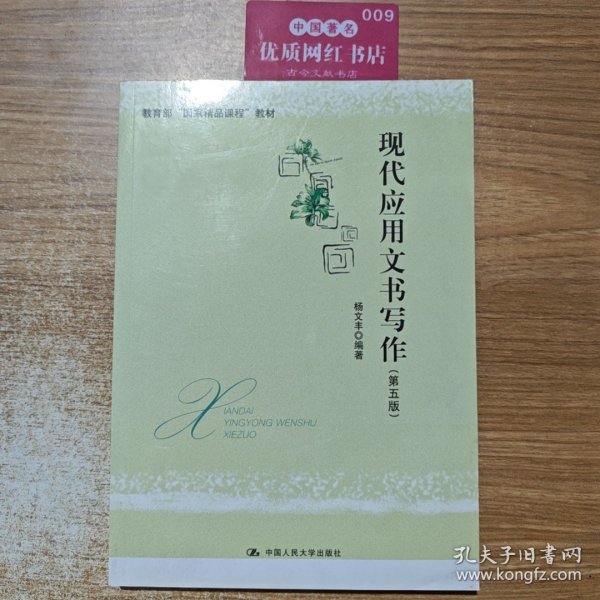 009
中国著名
优质网红书店
古今文献书店
教育部“国家精品课程”教材
现代应用文书写作
(第五版)
杨文丰◎编著
XIANDAI
YINGYONG WENSHU
XIEZUO
中国人民大学出版社
孔夫子旧书网
www.kongfz.com